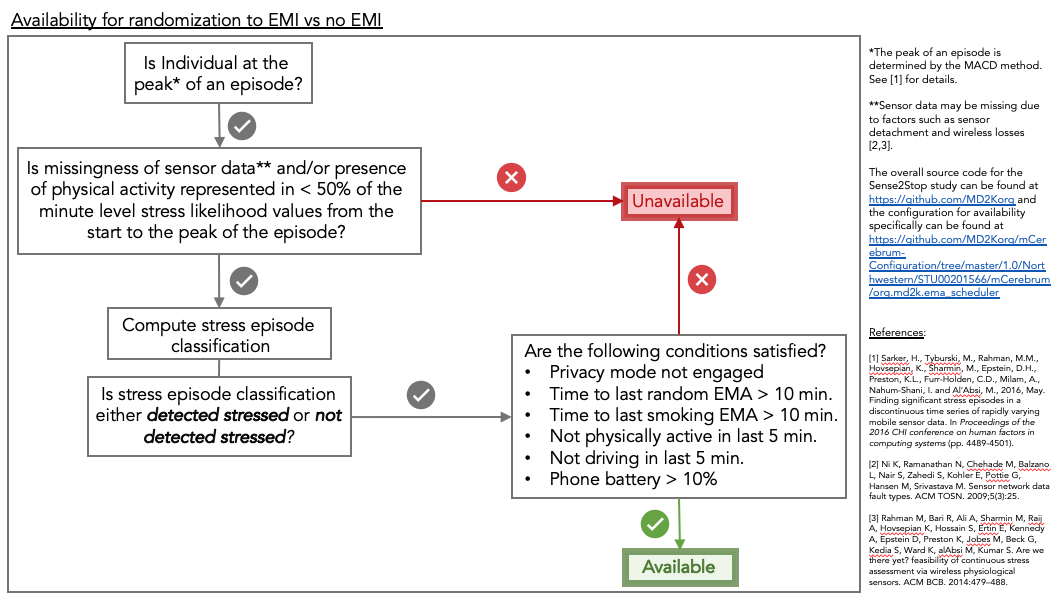 Availability for randomization to EMI vs no EMI
Is Individual at the
peak* of an episode?
Is missingness of sensor data** and/or presence
of physical activity represented in < 50% of the
minute level stress likelihood values from the
start to the peak of the episode?
Unavailable
Compute stress episode
classification
Is stress episode classification
either detected stressed or not
detected stressed?
Are the following conditions satisfied?
• Privacy mode not engaged
• Time to last random EMA > 10 min.
• Time to last smoking EMA > 10 min.
• Not physically active in last 5 min.
• Not driving in last 5 min.
• Phone battery > 10%
Available
*The peak of an episode is
determined by the MACD method.
See [1] for details.
**Sensor data may be missing due
to factors such as sensor
detachment and wireless losses
[2,3].
The overall source code for the
Sense2Stop study can be found at
https://github.com/MD2Korg and
the configuration for availability
specifically can be found at
https://github.com/MD2Korg/mCer
ebrum-
Configuration/tree/master/1.0/Nort
hwestern/STU00201566/mCerebrum
/org.md2k.ema_scheduler
References:
[1] Sarker, H., Tyburski, M., Rahman, M.M.,
Hovsepian, K., Sharmin, M., Epstein, D.H.,
Preston, K.L., Furr-Holden, C.D., Milam, A.,
Nahum-Shani, I. and Al'Absi, M., 2016, May.
Finding significant stress episodes in a
discontinuous time series of rapidly varying
mobile sensor data. In Proceedings of the
2016 CHI conference on human factors in
computing systems (pp. 4489-4501).
[2] Ni K, Ramanathan N, Chehade M, Balzano
L, Nair S, Zahedi S, Kohler E, Pottie G,
Hansen M, Srivastava M. Sensor network data
fault types. ACM TOSN. 2009;5(3):25.
[3] Rahman M, Bari R, Ali A, Sharmin M, Raij
A, Hovsepian K, Hossain S, Ertin E, Kennedy
A, Epstein D, Preston K, Jobes M, Beck G,
Kedia S, Ward K, alAbsi M, Kumar S. Are we
there yet? feasibility of continuous stress
assessment via wireless physiological
sensors. ACM BCB. 2014:479–488.